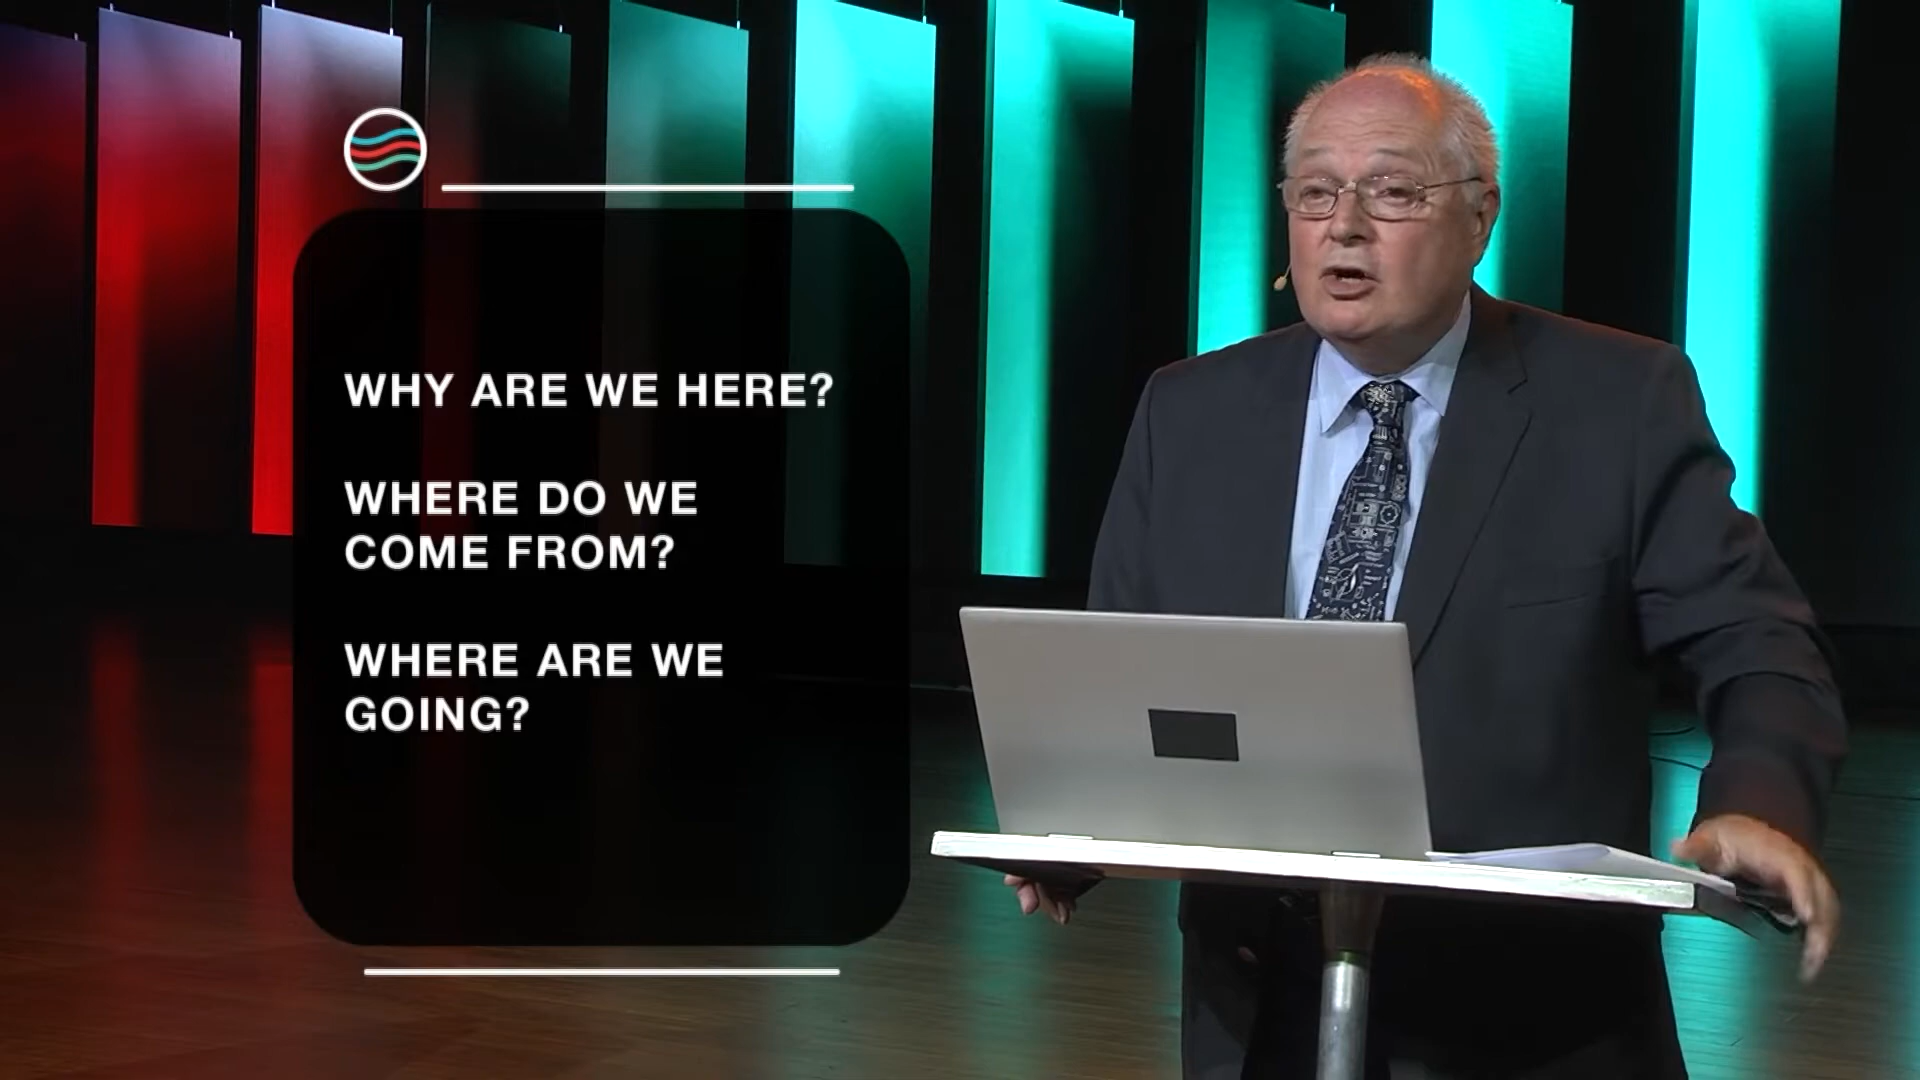 WHY ARE WE HERE?
WHERE DO WE
COME FROM?
WHERE ARE WE
GOING?